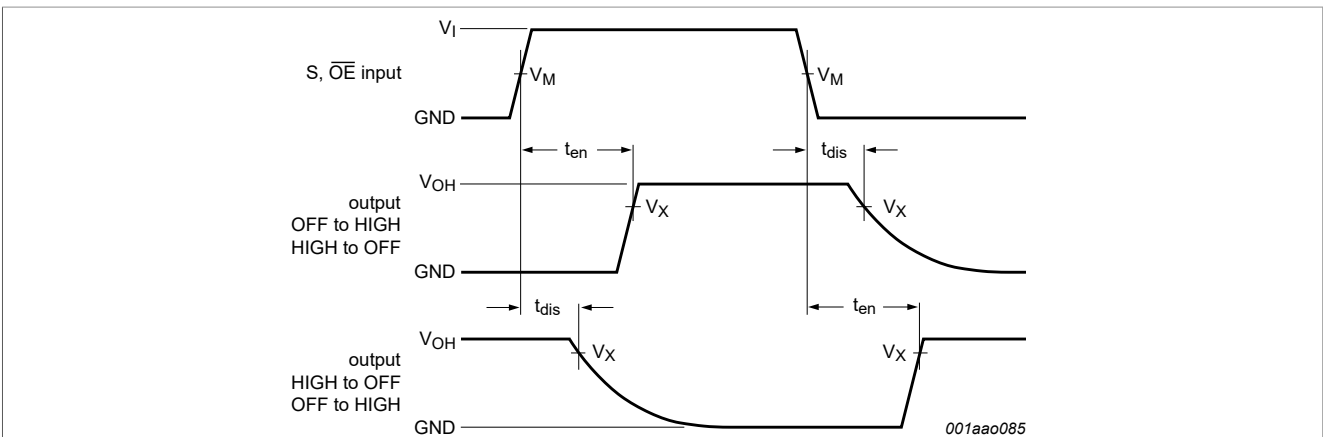 V_I
S, O̅E̅ input
V_M V_M
GND
t_en t_dis
V_OH
output
OFF to HIGH
HIGH to OFF
V_X V_X
GND
t_dis t_en
V_OH
output
HIGH to OFF
OFF to HIGH
V_X V_X
GND
001aao085